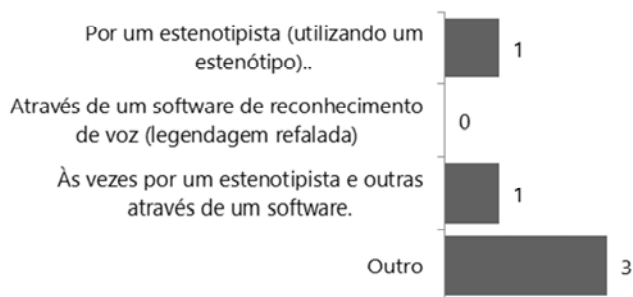 Por um estenotipista (utilizando um
estenótipo)..
1
Através de um software de reconhecimento
de voz (legendagem refalada)
0
Às vezes por um estenotipista e outras
através de um software.
1
Outro
3